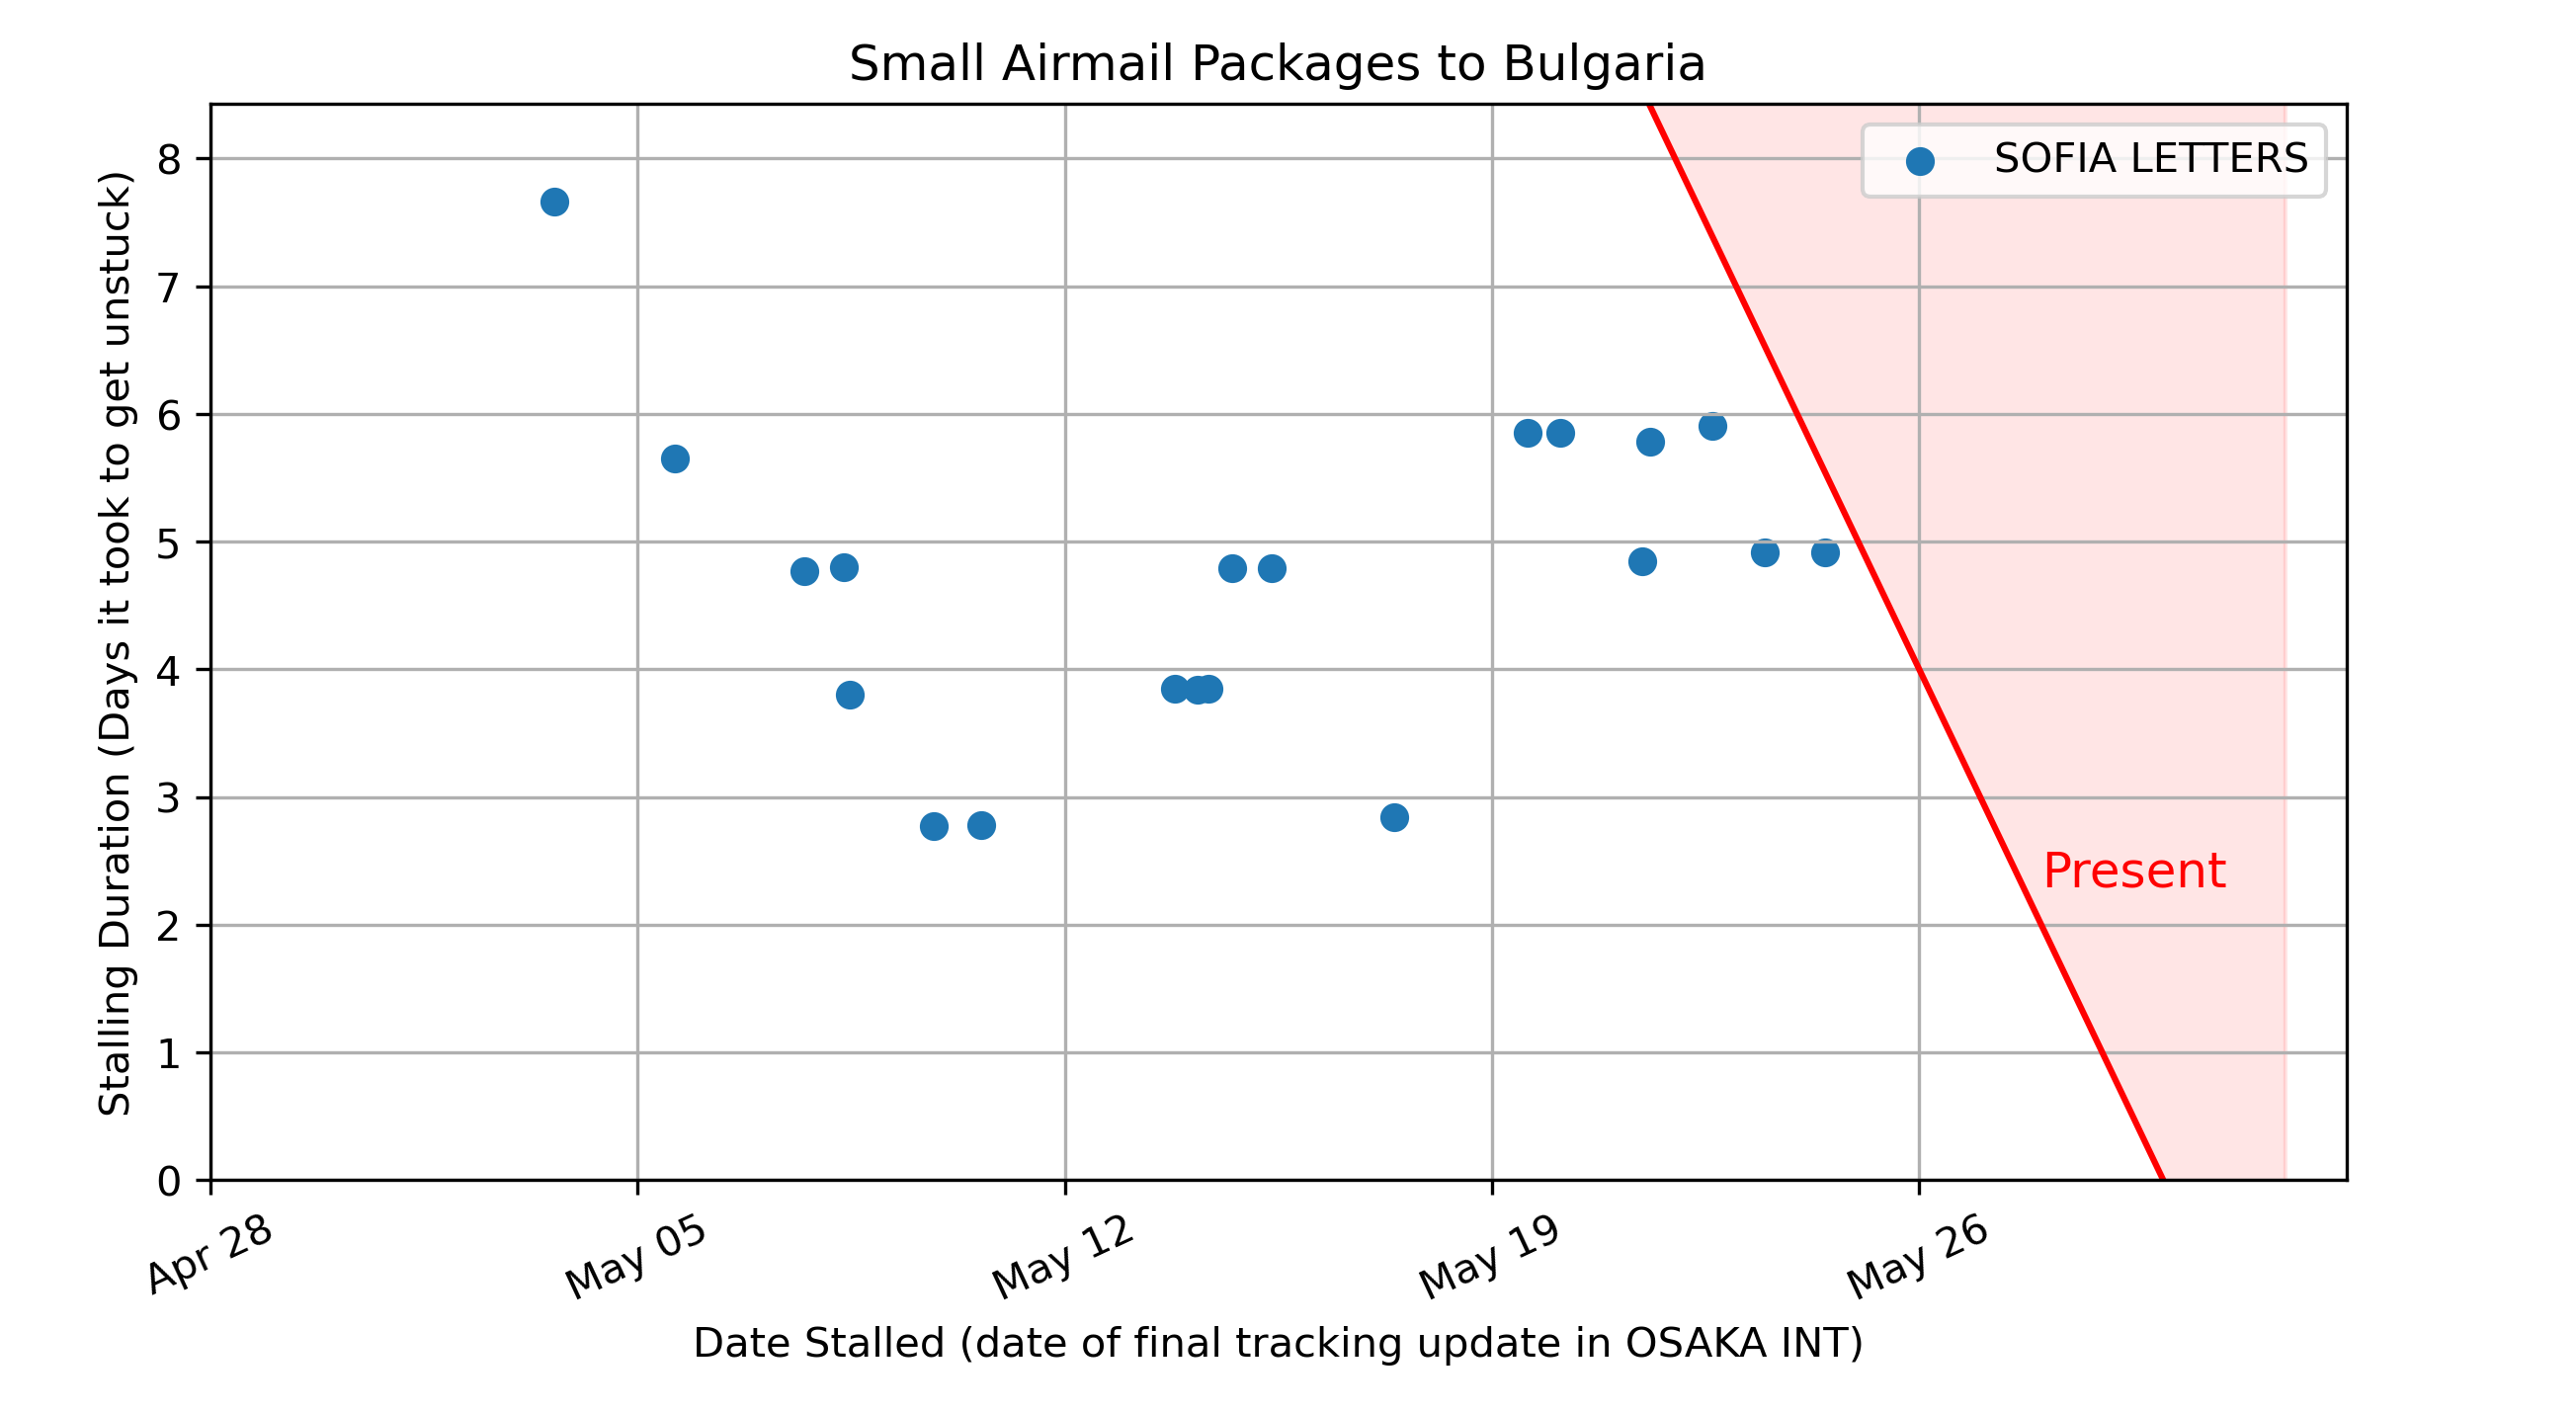 Small Airmail Packages to Bulgaria
SOFIA LETTERS
Stalling Duration (Days it took to get unstuck)
8
7
6
5
4
3
2
1
0
Present
Apr 28
May 05
May 12
May 19
May 26
Date Stalled (date of final tracking update in OSAKA INT)